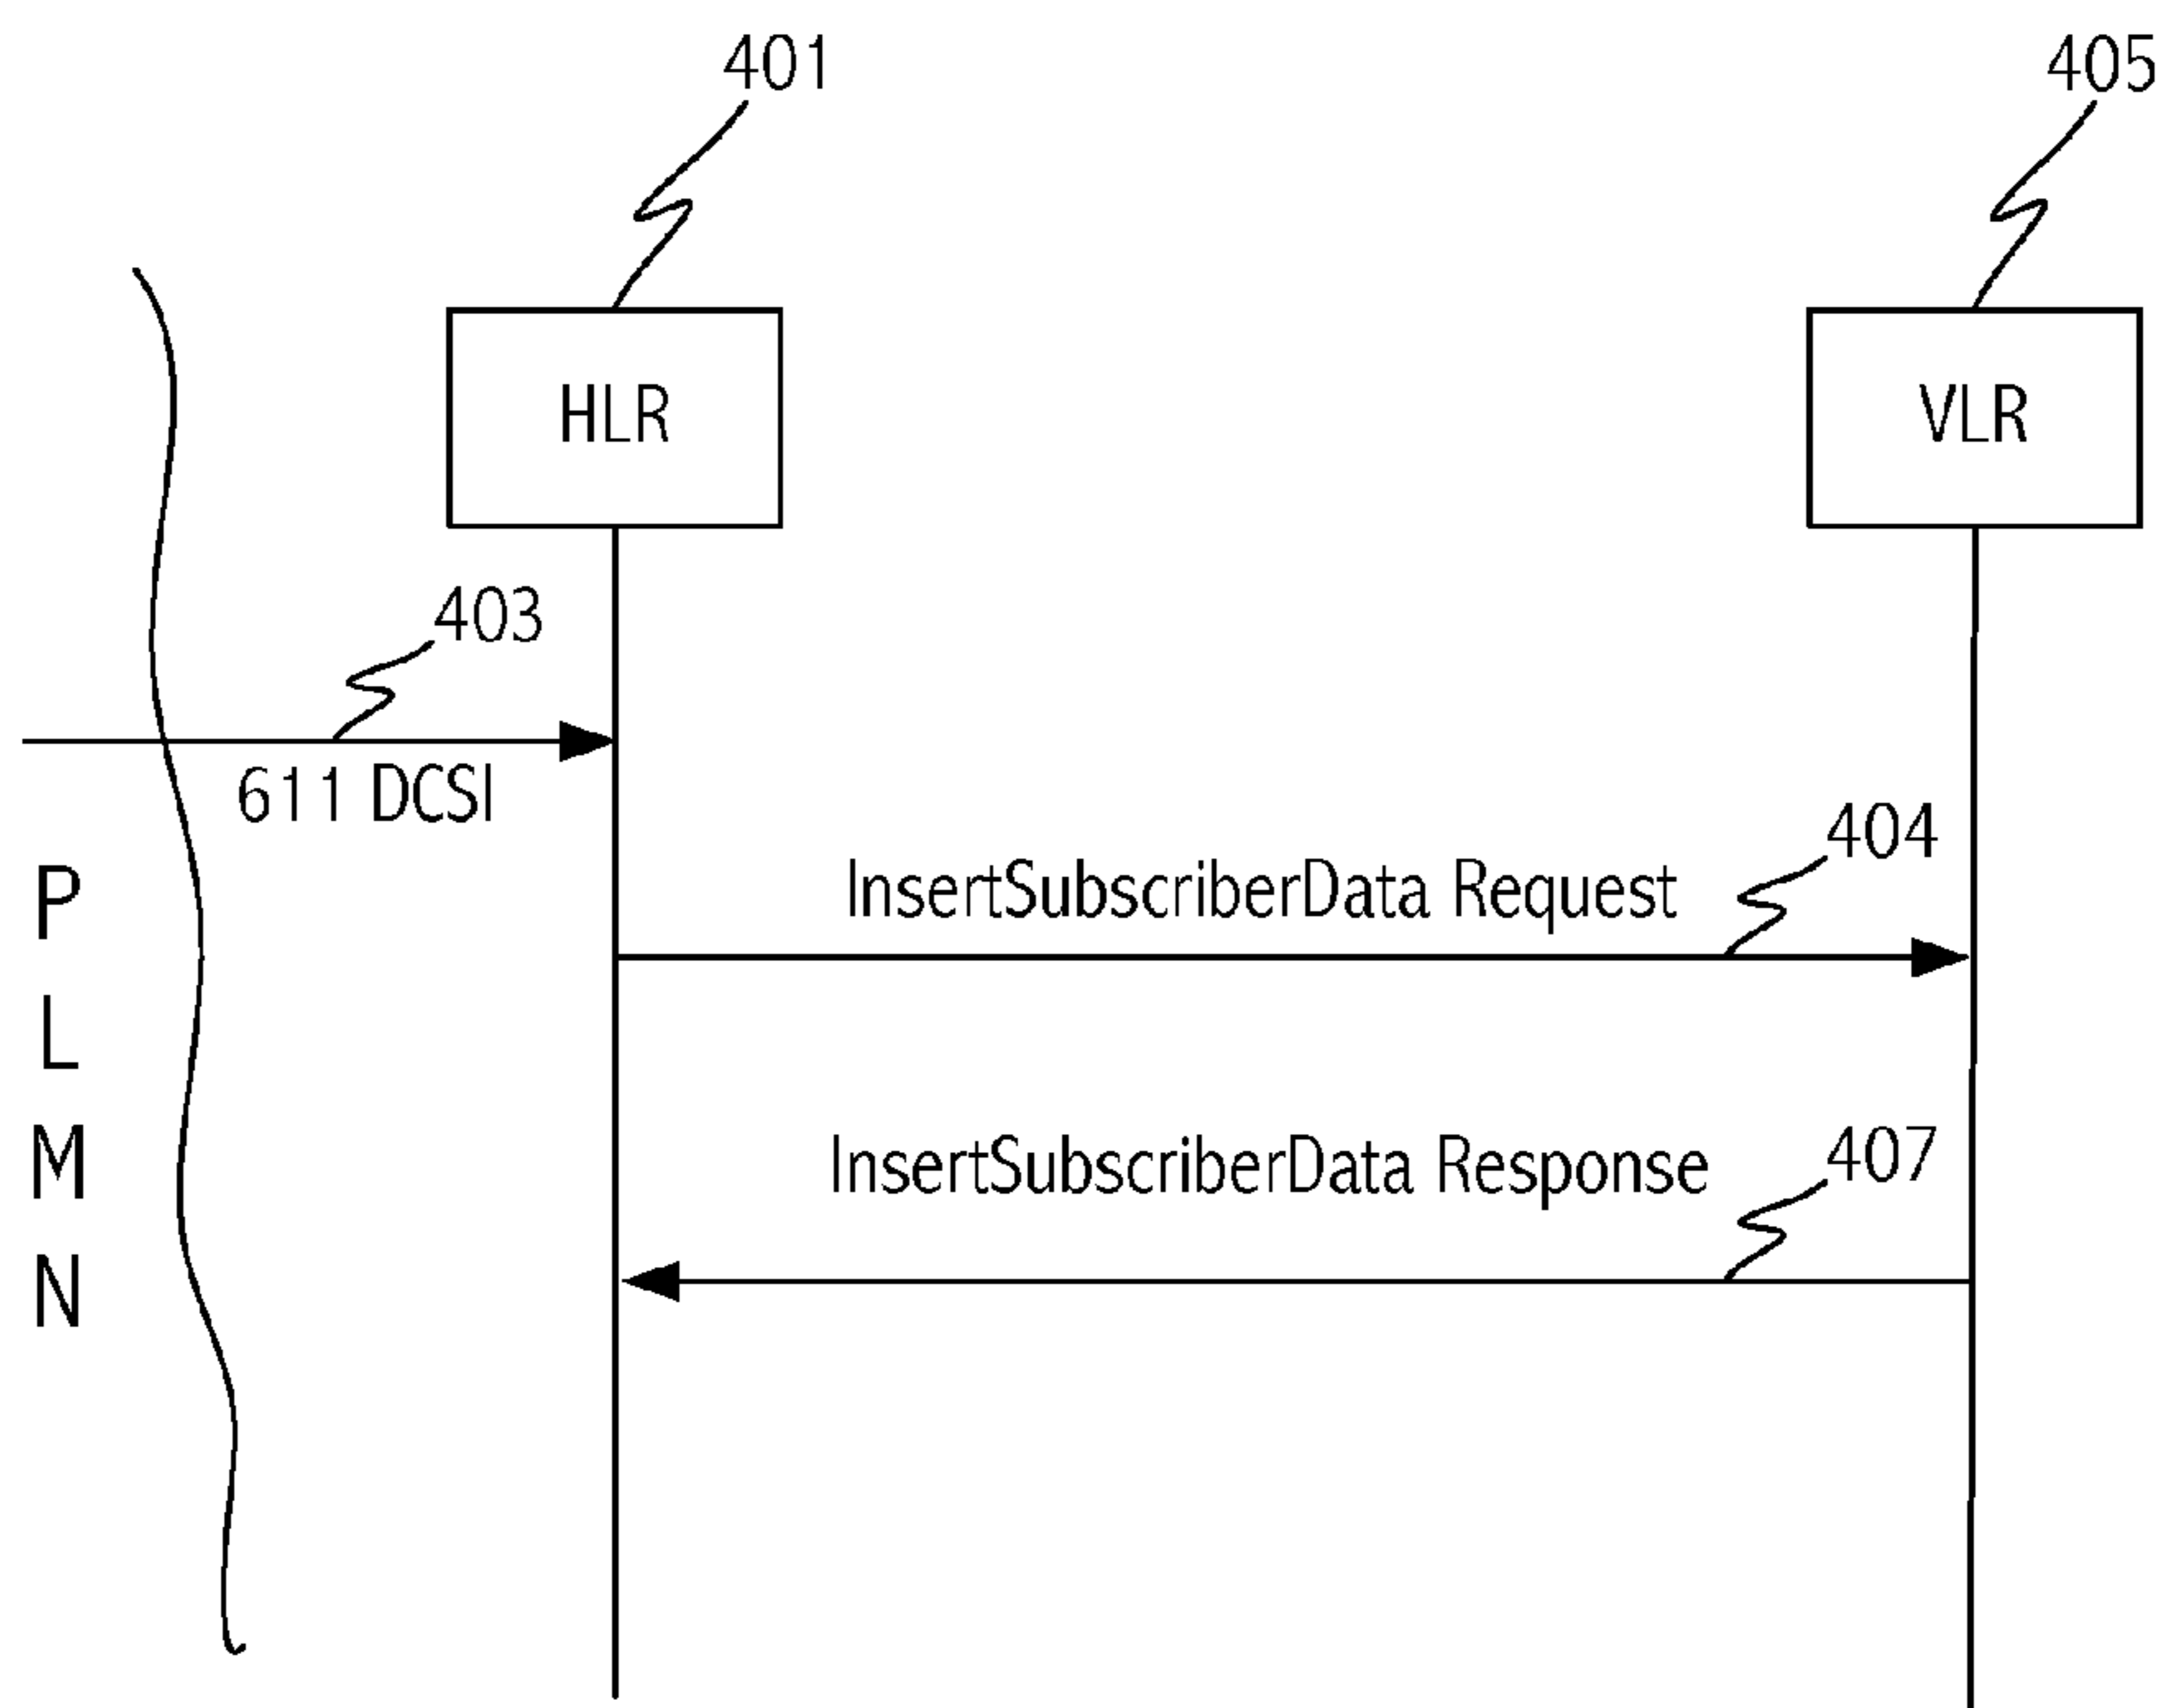 401
405
HLR
VLR
403
611 DCSI
404
InsertSubscriberData Request
407
InsertSubscriberData Response
P
L
M
N